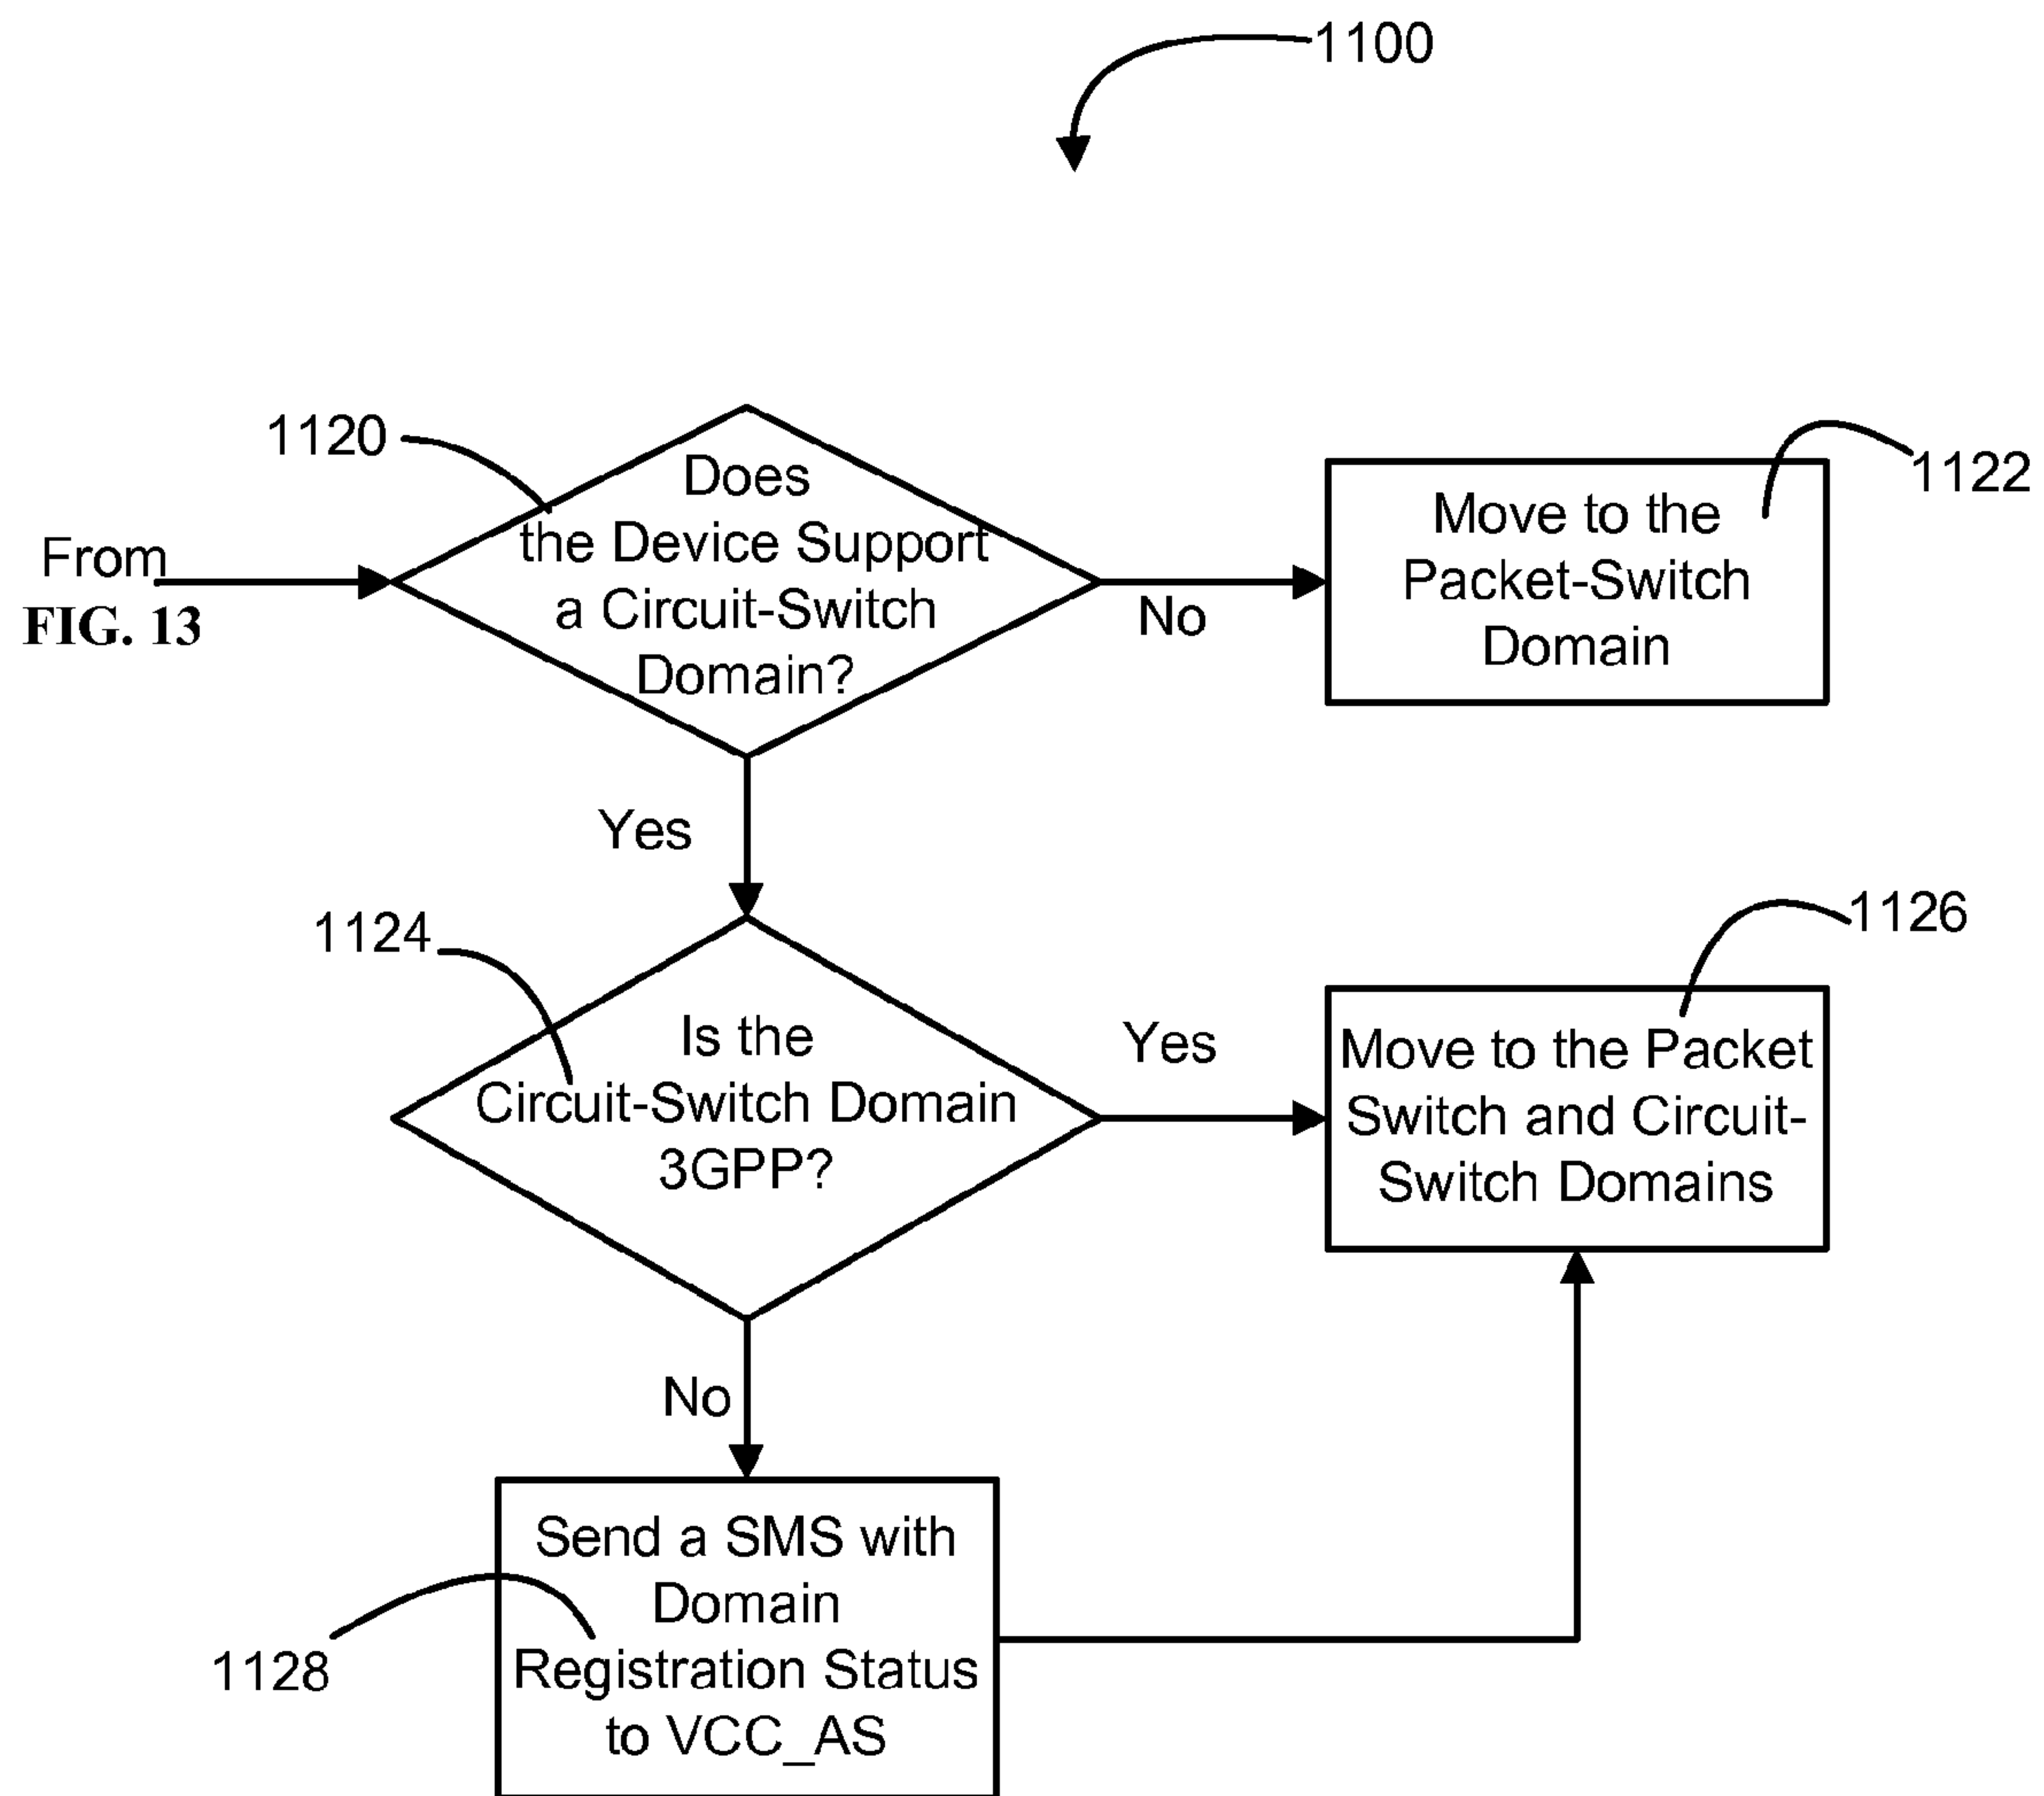 1100
1120
Does
the Device Support
a Circuit-Switch
Domain?
From
FIG. 13
No
Move to the
Packet-Switch
Domain
1122
Yes
1124
Is the
Circuit-Switch Domain
3GPP?
Yes
1126
Move to the Packet
Switch and Circuit-
Switch Domains
No
Send a SMS with
Domain
Registration Status
to VCC_AS
1128